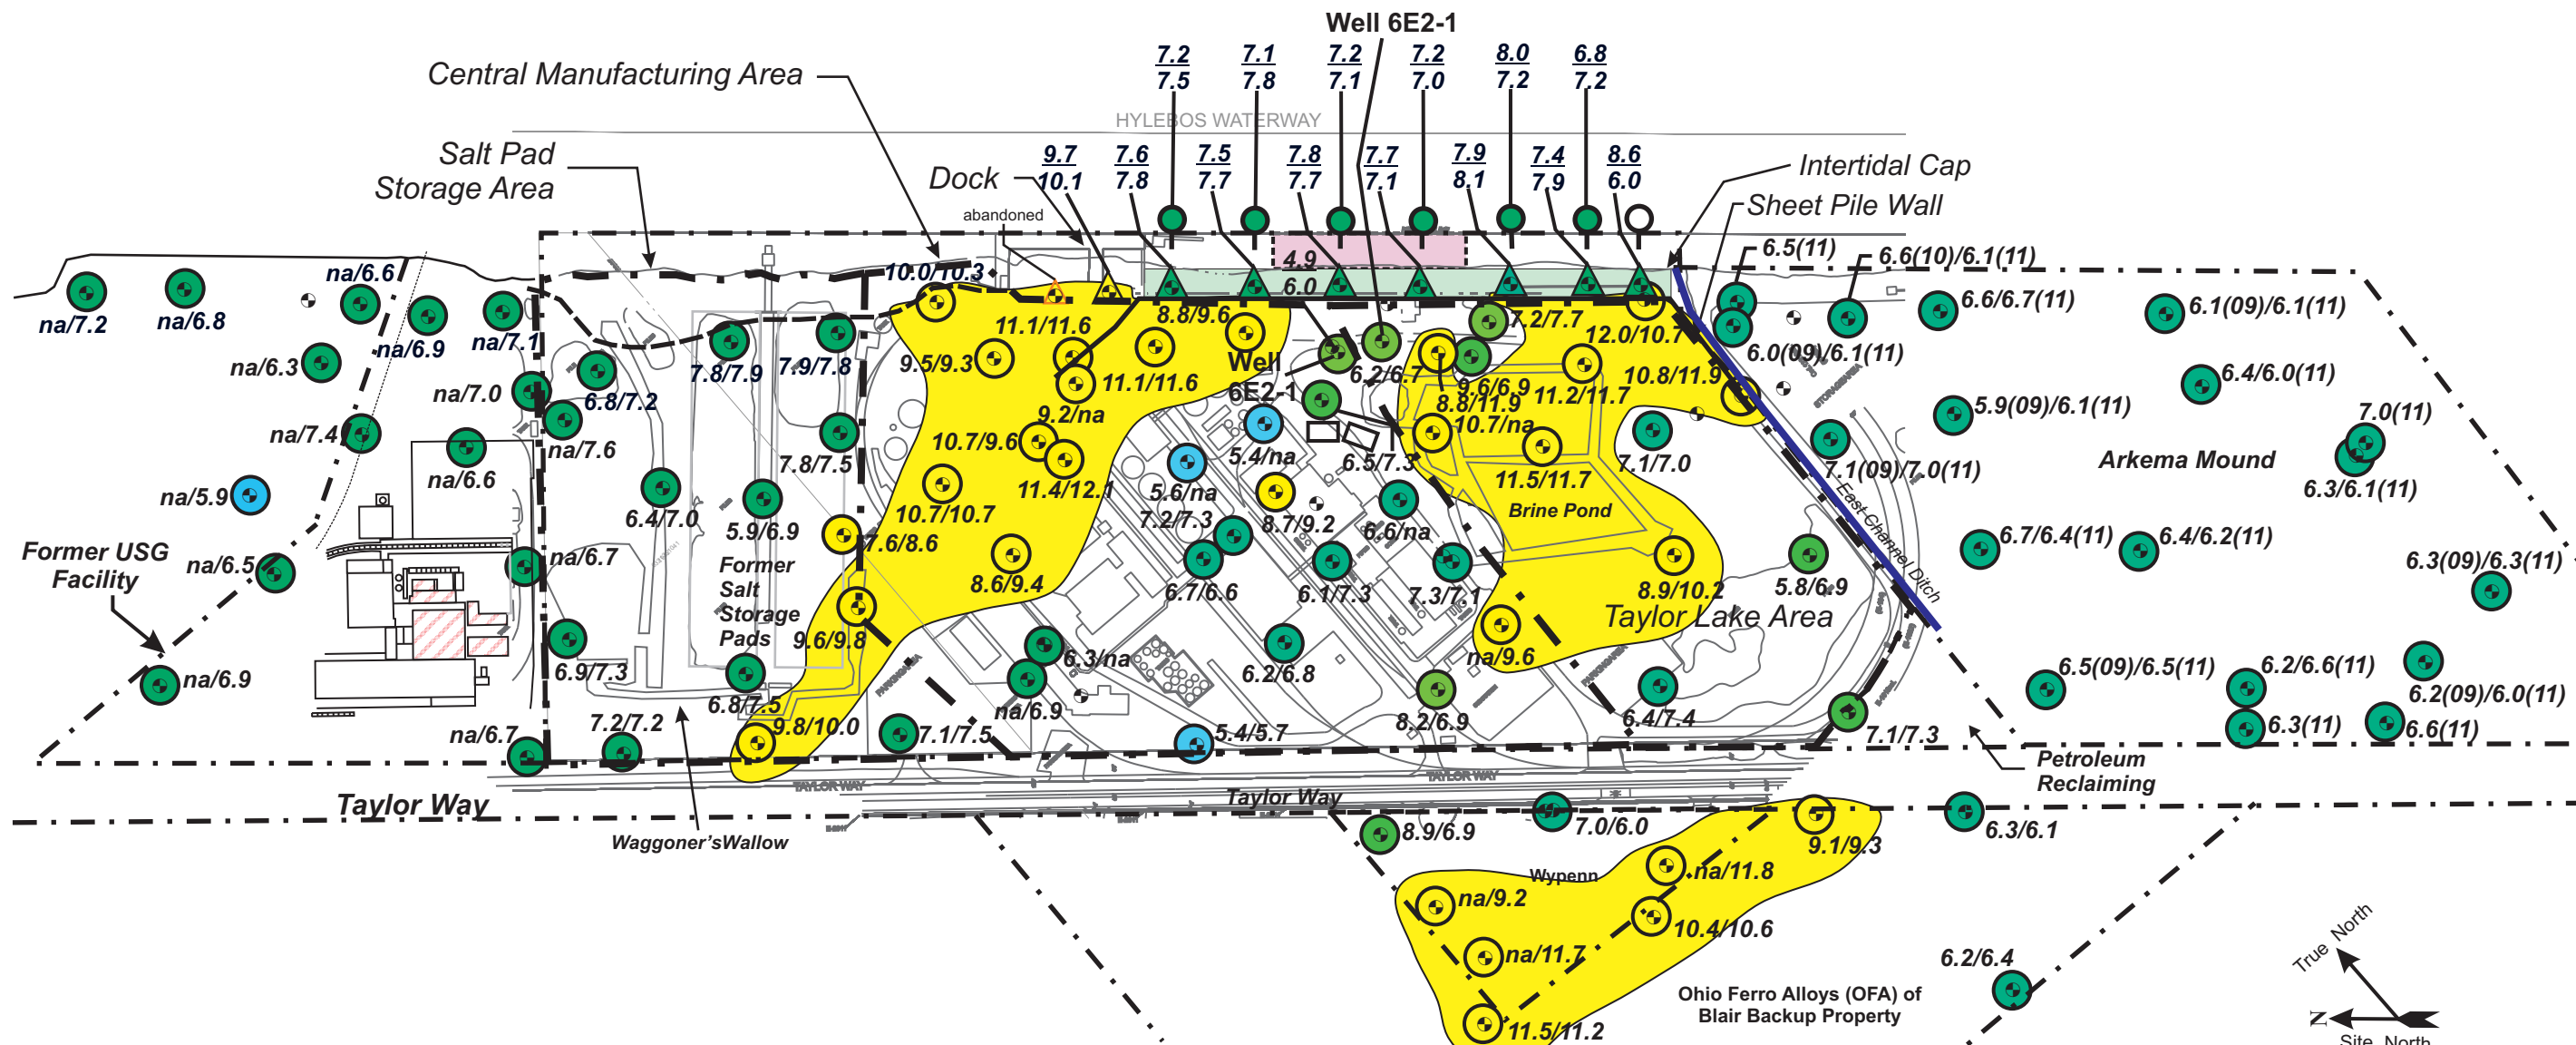 Well 6E2-1
7.2
7.5
7.1
7.8
7.2
7.1
7.2
7.0
8.0
7.2
6.8
7.2
Central Manufacturing Area
HYLEBOS WATERWAY
Salt Pad
Storage Area
Dock
abandoned
9.7
10.1
7.6
7.8
7.5
7.7
7.8
7.7
7.7
7.1
7.9
8.1
7.4
7.9
8.6
6.0
Intertidal Cap
Sheet Pile Wall
4.9
6.0
6.5(11)
6.6(10)/6.1(11)
na/7.2
na/6.8
na/6.6
na/6.9
na/7.1
10.0/10.3
11.1/11.6
8.8/9.6
7.2/7.7
12.0/10.7
6.0(09)/6.1(11)
6.6/6.7(11)
6.1(09)/6.1(11)
na/6.3
na/7.0
6.8/7.2
7.8/7.9
7.9/7.8
9.5/9.3
9.2/na
11.1/11.6
Well
6E2-1
6.2/6.7
9.6/6.9
8.8/11.9
11.2/11.7
10.8/11.9
6.4/6.0(11)
5.9(09)/6.1(11)
7.0(11)
na/7.4
na/7.6
na/6.6
7.8/7.5
10.7/9.6
11.4/12.1
5.4/na
6.5/7.3
10.7/na
7.1/7.0
7.1(09)/7.0(11)
Arkema Mound
6.3/6.1(11)
na/5.9
6.4/7.0
5.9/6.9
10.7/10.7
5.6/na
7.2/7.3
8.7/9.2
6.6/na
11.5/11.7
Brine Pond
East Channel Ditch
Former USG
Facility
na/6.5
na/6.7
Former
Salt
Storage
Pads
7.6/8.6
8.6/9.4
6.7/6.6
6.1/7.3
7.3/7.1
8.9/10.2
5.8/6.9
6.7/6.4(11)
6.4/6.2(11)
6.3(09)/6.3(11)
Taylor Lake Area
na/6.9
6.9/7.3
9.6/9.8
6.3/na
6.2/6.8
na/9.6
PARKING AREA
PARKING AREA
6.5(09)/6.5(11)
6.2/6.6(11)
6.2(09)/6.0(11)
na/6.7
7.2/7.2
6.8/7.5
9.8/10.0
7.1/7.5
na/6.9
5.4/5.7
8.2/6.9
6.4/7.4
7.1/7.3
6.3(11)
6.6(11)
Petroleum
Reclaiming
TAYLOR WAY
TAYLOR WAY
Taylor Way
Taylor Way
Waggoner'sWallow
8.9/6.9
7.0/6.0
9.1/9.3
6.3/6.1
Wypenn
na/9.2
na/11.8
10.4/10.6
na/11.7
11.5/11.2
6.2/6.4
Ohio Ferro Alloys (OFA) of
Blair Backup Property
True North
N
Site North